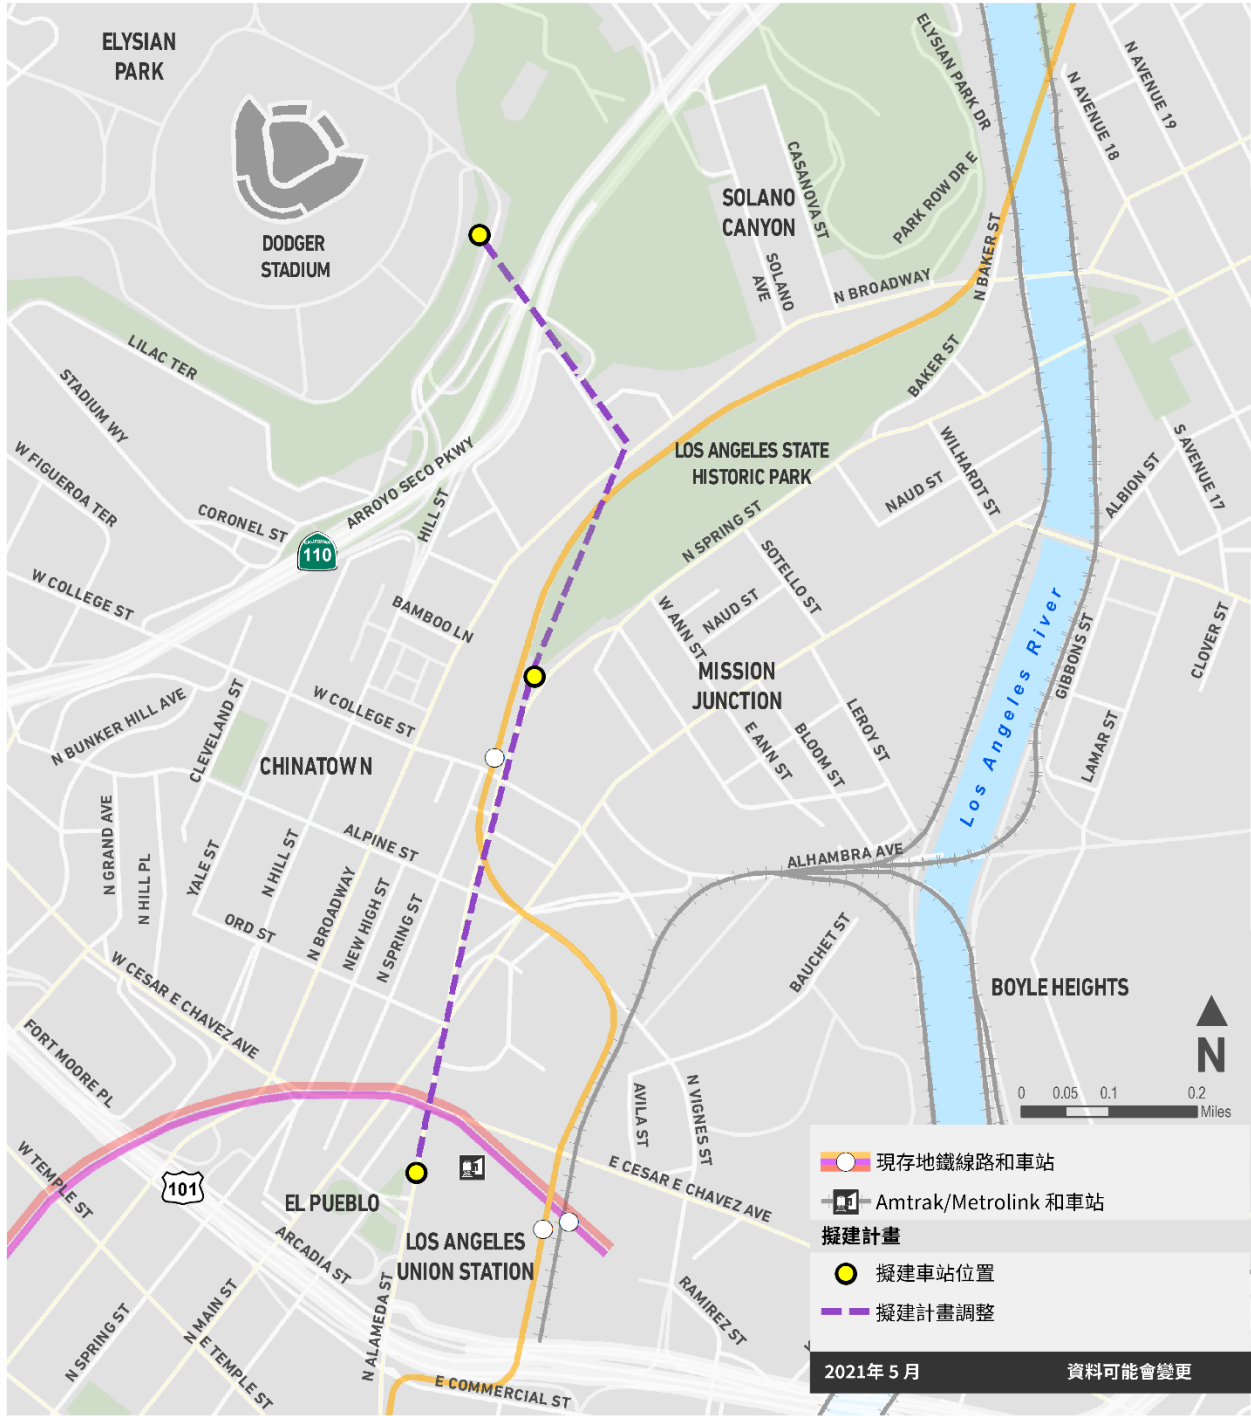 ELYSIAN
PARK
DODGER
STADIUM
SOLANO
CANYON
CASANOVA ST
SOLANO
AVE
PARK ROW DR E
ELYSIAN PARK DR
N AVENUE 19
N AVENUE 18
N BAKER ST
N BROADWAY
BAKER ST
LILAC TER
STADIUM WY
W FIGUEROA TER
CORONEL ST
ARROYO SECO PKWY
HILL ST
CALIFORNIA
110
LOS ANGELES STATE
HISTORIC PARK
WILHARDT ST
NAUD ST
N SPRING ST
SOTELLO ST
NAUD ST
W ANN ST
ALBION ST
S AVENUE 17
W COLLEGE ST
BAMBOO LN
MISSION
JUNCTION
Los Angeles River
GIBBONS ST
CLOVER ST
LAMAR ST
LEROY ST
BLOOM ST
E ANN ST
N BUNKER HILL AVE
CLEVELAND ST
W COLLEGE ST
CHINATOWN
N GRAND AVE
N HILL PL
YALE ST
N HILL ST
ALPINE ST
ORD ST
N BROADWAY
NEW HIGH ST
N SPRING ST
ALHAMBRA AVE
BAUCHET ST
BOYLE HEIGHTS
W CESAR E CHAVEZ AVE
FORT MOORE PL
W TEMPLE ST
101
EL PUEBLO
ARCADIA ST
LOS ANGELES
UNION STATION
AVILA ST
N VIGNES ST
E CESAR E CHAVEZ AVE
RAMIREZ ST
N SPRING ST
N MAIN ST
E TEMPLE ST
N ALAMEDA ST
E COMMERCIAL ST
N
0 0.05 0.1 0.2
Miles
現存地鐵線路和車站
Amtrak/Metrolink 和車站
擬建計畫
擬建車站位置
擬建計畫調整
2021年 5 月 資料可能會變更